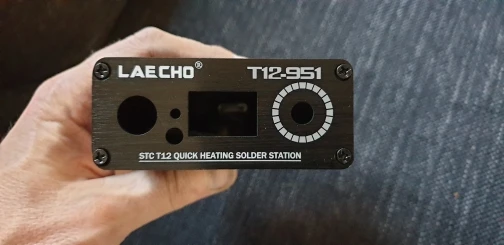 LAECHO®
T12-951
STC T12 QUICK HEATING SOLDER STATION